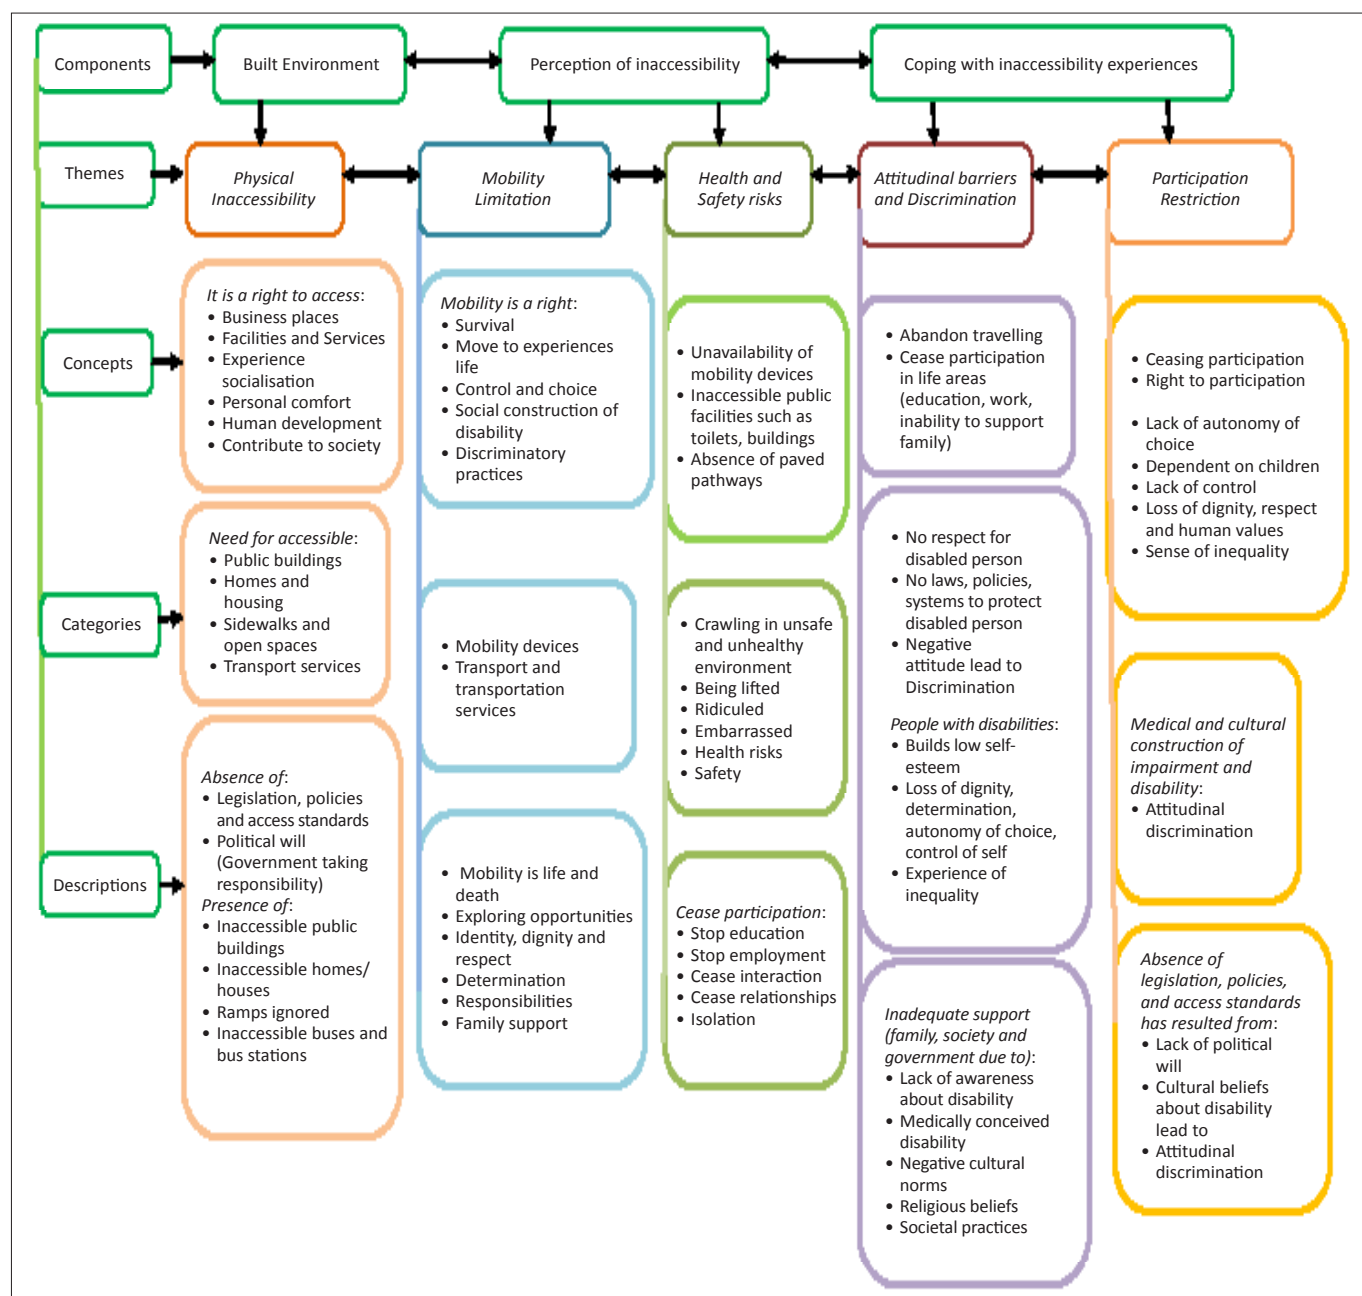 Components
Built Environment
Perception of inaccessibility
Coping with inaccessibility experiences
Themes
Physical
Inaccessibility
Mobility
Limitation
Health and
Safety risks
Attitudinal barriers
and Discrimination
Participation
Restriction
Concepts
It is a right to access:
• Business places
• Facilities and Services
• Experience
socialisation
• Personal comfort
• Human development
• Contribute to society
Mobility is a right:
• Survival
• Move to experiences
life
• Control and choice
• Social construction of
disability
• Discriminatory
practices
• Unavailability of
mobility devices
• Inaccessible public
facilities such as
toilets, buildings
• Absence of paved
pathways
• Abandon travelling
• Cease participation
in life areas
(education, work,
inability to support
family)
• Ceasing participation
• Right to participation
• Lack of autonomy of
choice
• Dependent on children
• Lack of control
• Loss of dignity, respect
and human values
• Sense of inequality
Categories
Need for accessible:
• Public buildings
• Homes and
housing
• Sidewalks and
open spaces
• Transport services
• Mobility devices
• Transport and
transportation
services
• Crawling in unsafe
and unhealthy
environment
• Being lifted
• Ridiculed
• Embarrassed
• Health risks
• Safety
• No respect for
disabled person
• No laws, policies,
systems to protect
disabled person
• Negative
attitude lead to
Discrimination
People with disabilities:
• Builds low self-
esteem
• Loss of dignity,
determination,
autonomy of choice,
control of self
• Experience of
inequality
Medical and cultural
construction of
impairment and
disability:
• Attitudinal
discrimination
Descriptions
Absence of:
• Legislation, policies
and access standards
• Political will
(Government taking
responsibility)
Presence of:
• Inaccessible public
buildings
• Inaccessible homes/
houses
• Ramps ignored
• Inaccessible buses and
bus stations
• Mobility is life and
death
• Exploring opportunities
• Identity, dignity and
respect
• Determination
• Responsibilities
• Family support
Cease participation:
• Stop education
• Stop employment
• Cease interaction
• Cease relationships
• Isolation
Inadequate support
(family, society and
government due to):
• Lack of awareness
about disability
• Medically conceived
disability
• Negative cultural
norms
• Religious beliefs
• Societal practices
Absence of
legislation, policies,
and access standards
has resulted from:
• Lack of political
will
• Cultural beliefs
about disability
lead to
• Attitudinal
discrimination